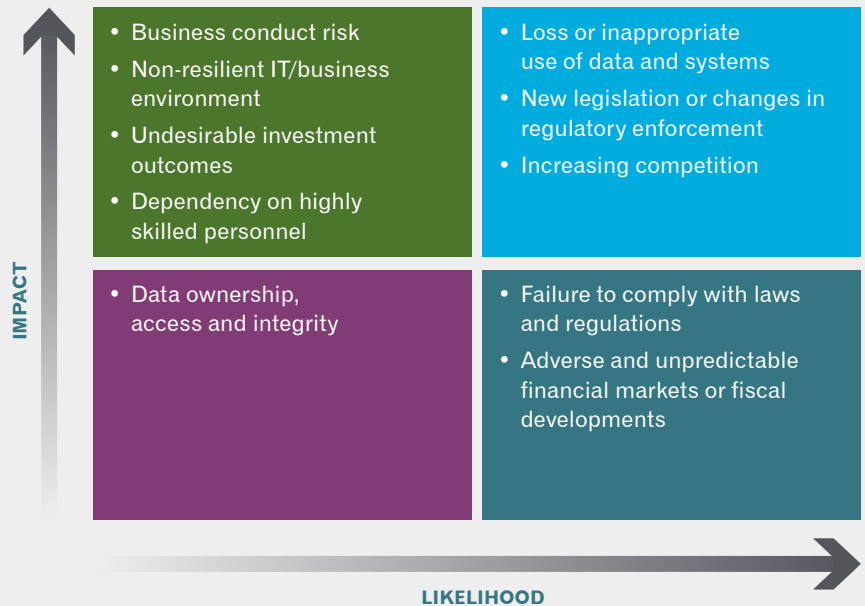 • Business conduct risk
• Non-resilient IT/business
environment
• Undesirable investment
outcomes
• Dependency on highly
skilled personnel
• Loss or inappropriate
use of data and systems
• New legislation or changes in
regulatory enforcement
• Increasing competition
IMPACT
• Data ownership,
access and integrity
• Failure to comply with laws
and regulations
• Adverse and unpredictable
financial markets or fiscal
developments
LIKELIHOOD